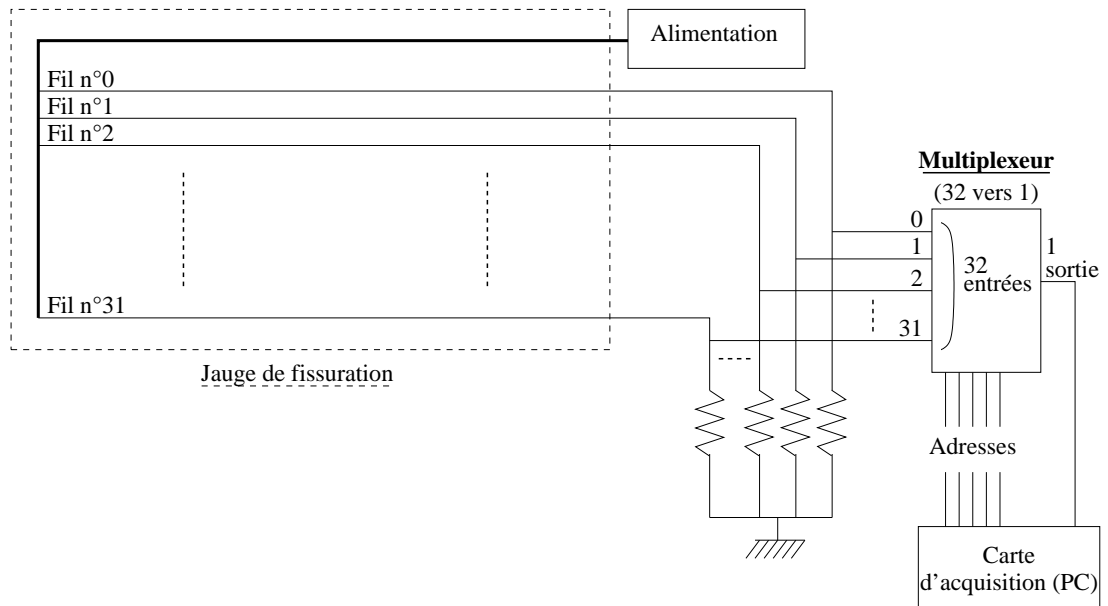 Alimentation
Fil n°0
Fil n°1
Fil n°2
Fil n°31
Jauge de fissuration
Multiplexeur
(32 vers 1)
0
1
2
31
32
entrées
1
sortie
Adresses
Carte
d'acquisition (PC)